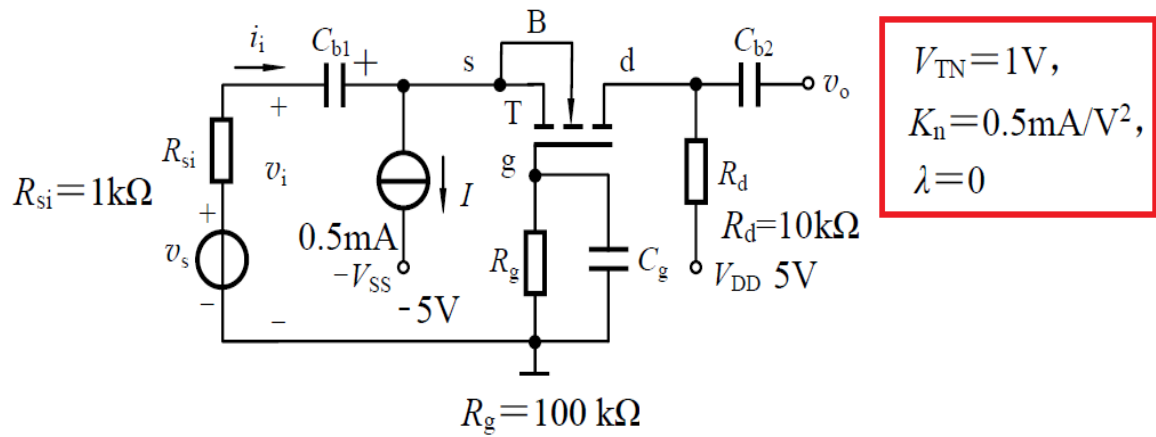 i_i
C_b1
+
s
B
d
C_b2
v_o
T
g
+
R_si
v_i
R_si=1kΩ
+
v_s
−
−
I
0.5mA
−V_SS
-5V
R_g
C_g
R_d
R_d=10kΩ
V_DD 5V
R_g=100 kΩ
V_TN=1V,
K_n=0.5mA/V²,
λ=0